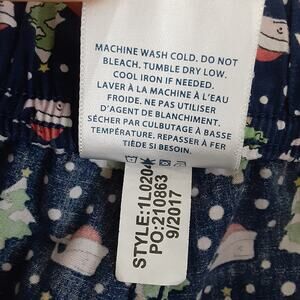 MACHINE WASH COLD. DO NOT
BLEACH. TUMBLE DRY LOW.
COOL IRON IF NEEDED.
LAVER À LA MACHINE À L'EAU
FROIDE. NE PAS UTILISER
D'AGENT DE BLANCHIMENT.
SÉCHER PAR CULBUTAGE À BASSE
TEMPÉRATURE. REPASSER À FER
TIÈDE SI BESOIN.
STYLE:1L0204
PO:210863
9/2017